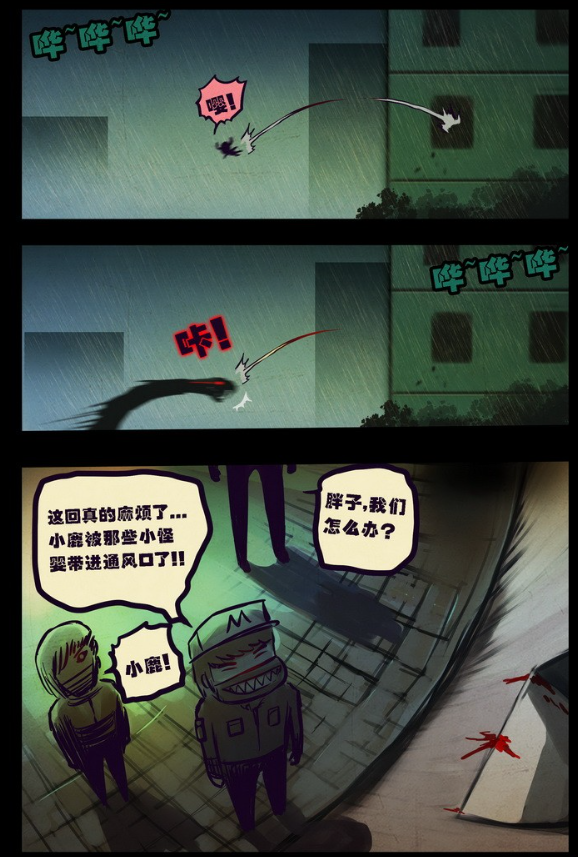 哗~哗~哗~
嘤!
哗~哗~哗~
咔!
这回真的麻烦了...
小鹿被那些小怪
婴带进通风口了!!
胖子,我们
怎么办?
小鹿!